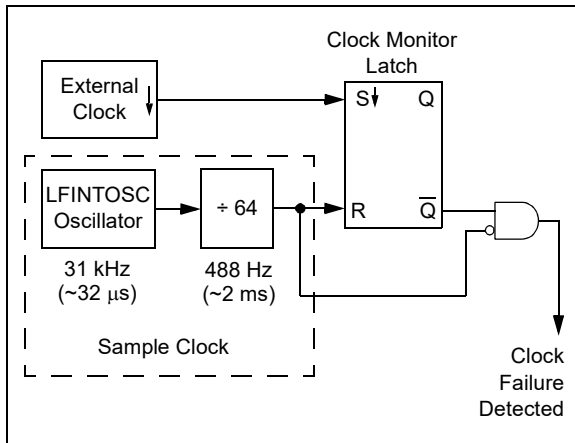 Clock Monitor
Latch
External
Clock
S
Q
LFINTOSC
Oscillator
÷ 64
R
Q̅
31 kHz
(~32 μs)
488 Hz
(~2 ms)
Sample Clock
Clock
Failure
Detected